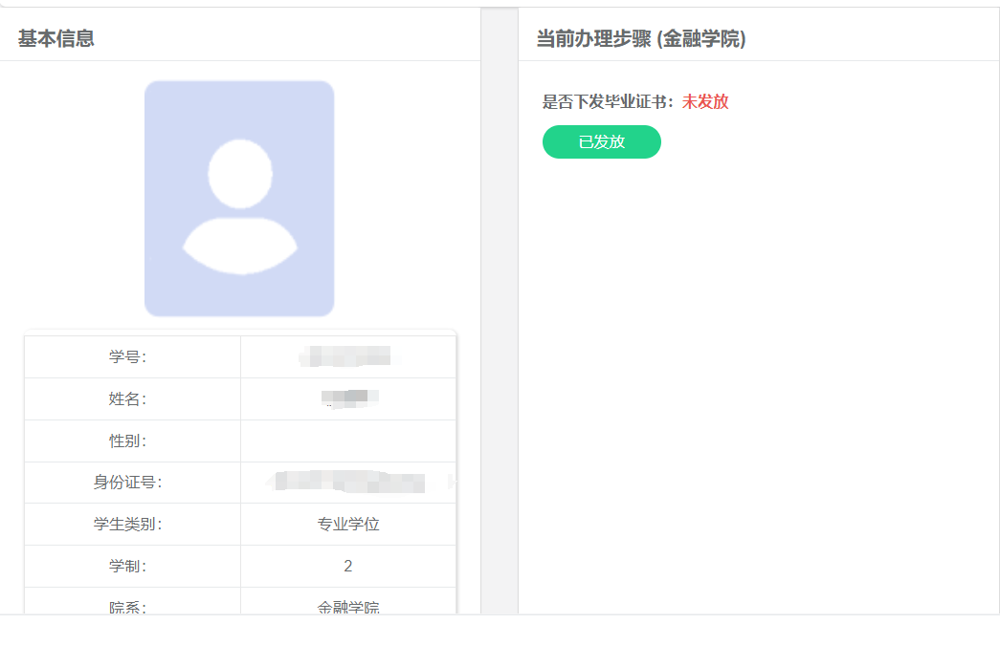 基本信息
学号：
姓名：
性别：
身份证号：
学生类别： 专业学位
学制： 2
院系： 金融学院
当前办理步骤 (金融学院)
是否下发毕业证书：未发放
已发放